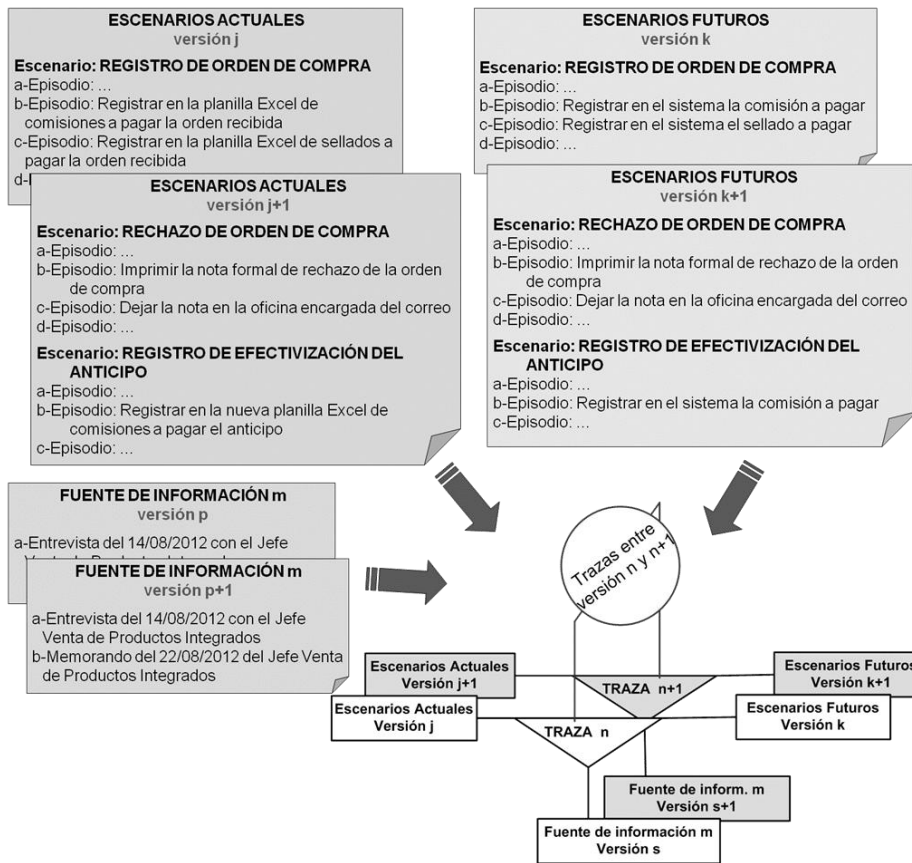 ESCENARIOS ACTUALES
versión j
Escenario: REGISTRO DE ORDEN DE COMPRA
a-Episodio: ...
b-Episodio: Registrar en la planilla Excel de
comisiones a pagar la orden recibida
c-Episodio: Registrar en la planilla Excel de sellados a
pagar la orden recibida
ESCENARIOS ACTUALES
versión j+1
Escenario: RECHAZO DE ORDEN DE COMPRA
a-Episodio: ...
b-Episodio: Imprimir la nota formal de rechazo de la orden
de compra
c-Episodio: Dejar la nota en la oficina encargada del correo
d-Episodio: ...
Escenario: REGISTRO DE EFECTIVIZACIÓN DEL
ANTICIPO
a-Episodio: ...
b-Episodio: Registrar en la nueva planilla Excel de
comisiones a pagar el anticipo
c-Episodio: ...
ESCENARIOS FUTUROS
versión k
Escenario: REGISTRO DE ORDEN DE COMPRA
a-Episodio: ...
b-Episodio: Registrar en el sistema la comisión a pagar
c-Episodio: Registrar en el sistema el sellado a pagar
d-Episodio: ...
ESCENARIOS FUTUROS
versión k+1
Escenario: RECHAZO DE ORDEN DE COMPRA
a-Episodio: ...
b-Episodio: Imprimir la nota formal de rechazo de la orden
de compra
c-Episodio: Dejar la nota en la oficina encargada del correo
d-Episodio: ...
Escenario: REGISTRO DE EFECTIVIZACIÓN DEL
ANTICIPO
a-Episodio: ...
b-Episodio: Registrar en el sistema la comisión a pagar
c-Episodio: ...
FUENTE DE INFORMACIÓN m
versión p
a-Entrevista del 14/08/2012 con el Jefe
FUENTE DE INFORMACIÓN m
versión p+1
a-Entrevista del 14/08/2012 con el Jefe
Venta de Productos Integrados
b-Memorando del 22/08/2012 del Jefe Venta
de Productos Integrados
Trazas entre
versión n y n+1
Escenarios Actuales
Versión j+1
TRAZA n+1
Escenarios Futuros
Versión k+1
Escenarios Actuales
Versión j
TRAZA n
Escenarios Futuros
Versión k
Fuente de inform. m
Versión s+1
Fuente de información m
Versión s